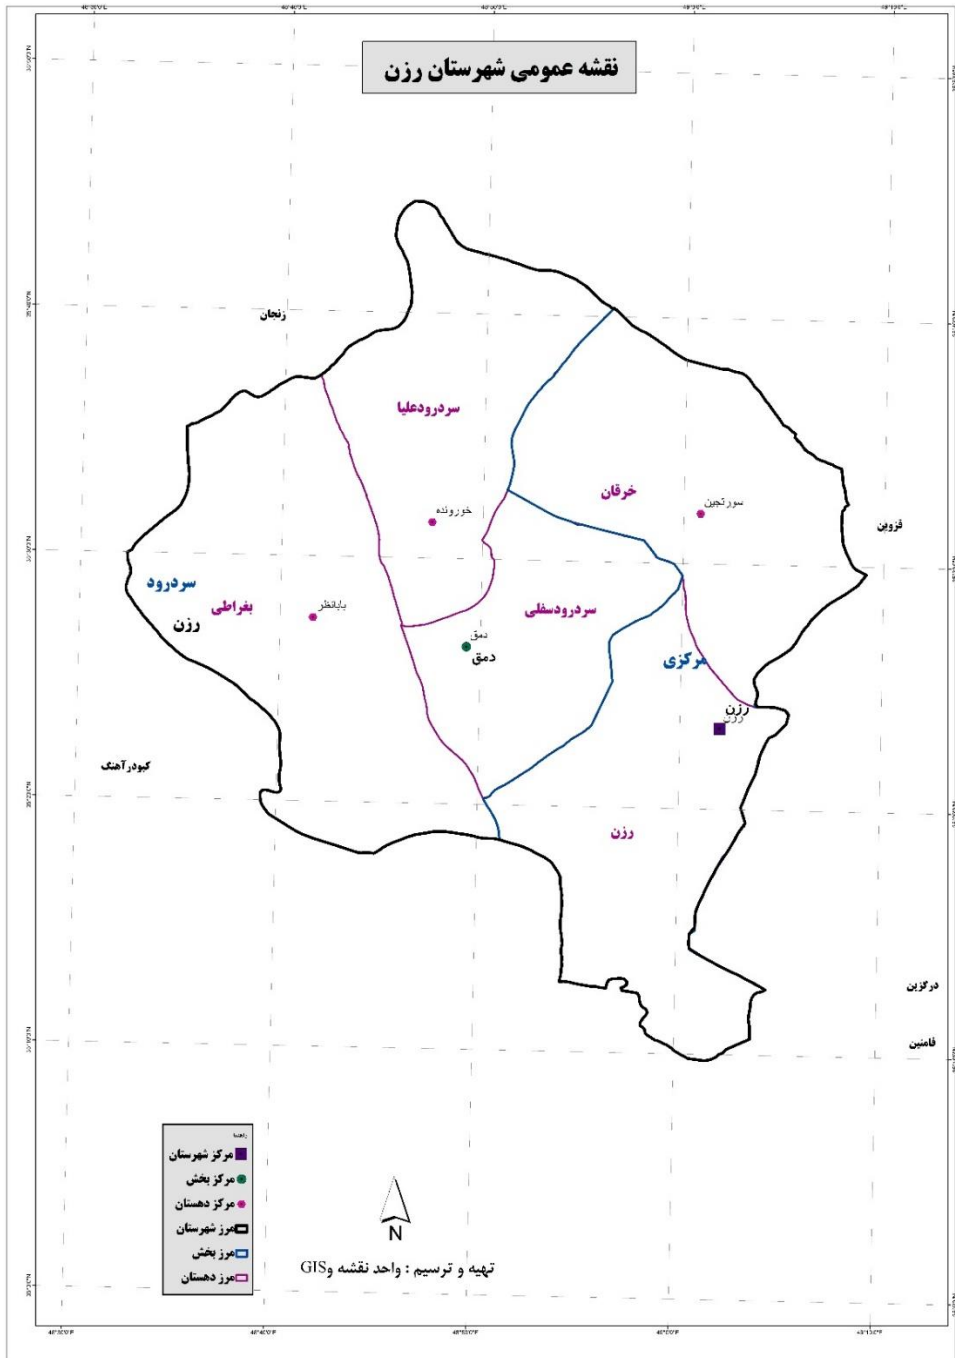 نقشه عمومی شهرستان رزن
زنجان
سردرودعلیا
خرقان
سورتجین
خورونده
قزوین
سردرود
بغراطی
رزن
بابانظر
سردرودسفلی
دمق
دمق
مرکزی
رزن
رزن
کبودرآهنگ
رزن
درگزین
فامنین
راهنما
مرکز شهرستان
مرکز بخش
مرکز دهستان
مرز شهرستان
مرز بخش
مرز دهستان
N
تهیه و ترسیم : واحد نقشه وGIS